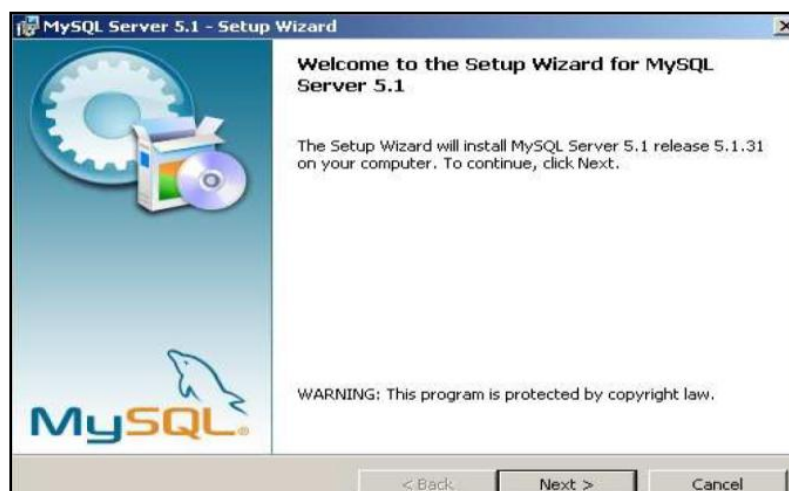 MySQL Server 5.1 - Setup Wizard
Welcome to the Setup Wizard for MySQL
Server 5.1
The Setup Wizard will install MySQL Server 5.1 release 5.1.31
on your computer. To continue, click Next.
WARNING: This program is protected by copyright law.
MySQL®
< Back
Next >
Cancel